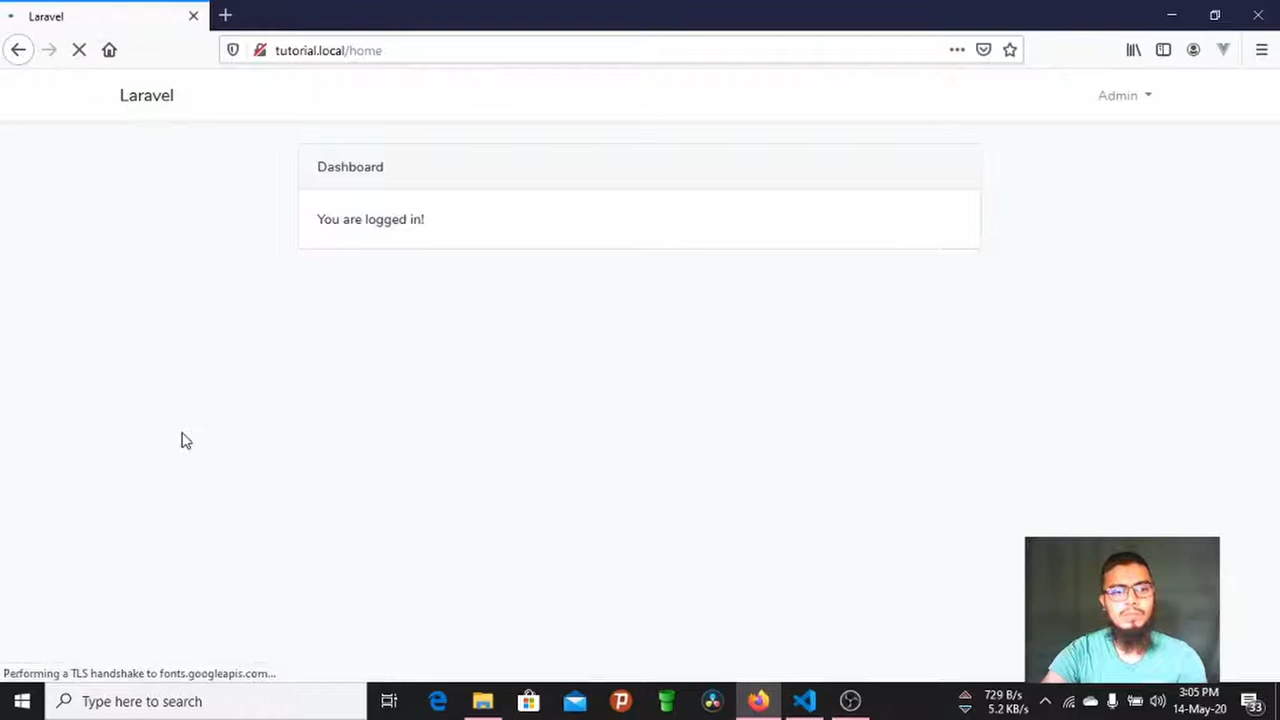 Laravel
tutorial.local/home
Laravel
Admin
Dashboard
You are logged in!
Performing a TLS handshake to fonts.googleapis.com...
Type here to search
729 B/s
5.2 KB/s
3:05 PM
14-May-20
33